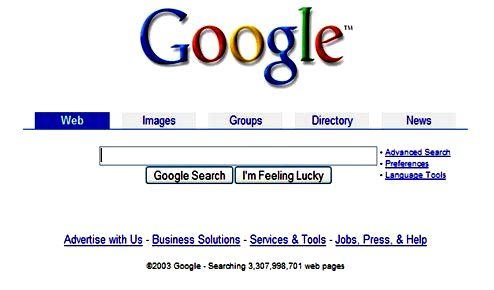 Google™
Web Images Groups Directory News
• Advanced Search
• Preferences
• Language Tools
Google Search I'm Feeling Lucky
Advertise with Us - Business Solutions - Services & Tools - Jobs, Press, & Help
©2003 Google - Searching 3,307,998,701 web pages